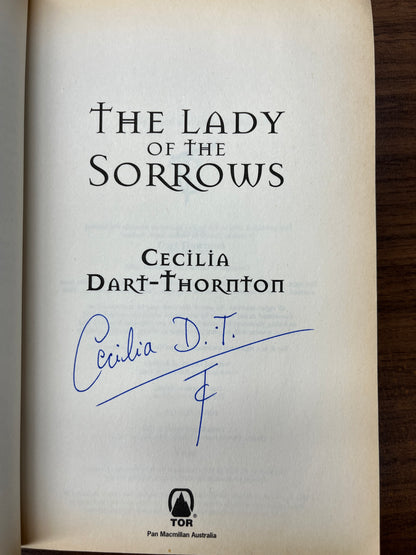 THE LADY
OF THE
SORROWS
CECILIA
DART-THORNTON
Cecilia D.T.
TOR®
Pan Macmillan Australia